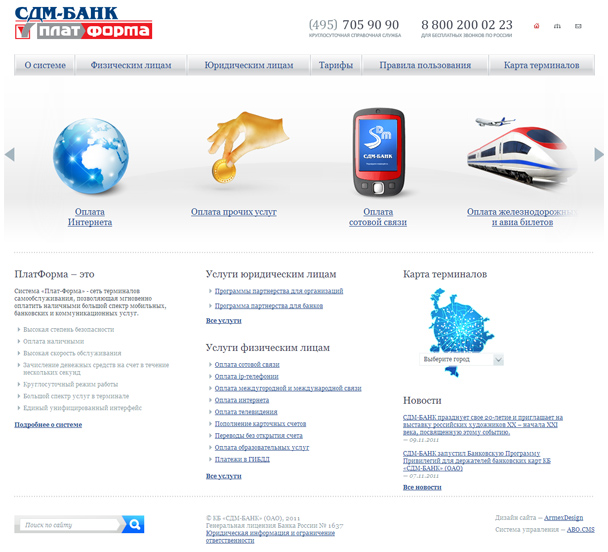 СДМ-БАНК
ПЛАТФОРМА
(495) 705 90 90
КРУГЛОСУТОЧНАЯ СПРАВОЧНАЯ СЛУЖБА
8 800 200 02 23
ДЛЯ БЕСПЛАТНЫХ ЗВОНКОВ ПО РОССИИ
О системе
Физическим лицам
Юридическим лицам
Тарифы
Правила пользования
Карта терминалов
СДМ-БАНК
Оплата
Интернета
Оплата прочих услуг
Оплата
сотовой связи
Оплата железнодорожных
и авиа билетов
ПлатФорма – это
Система «Плат-Форма» - сеть терминалов
самообслуживания, позволяющая мгновенно
оплатить наличными большой спектр мобильных,
банковских и коммуникационных услуг.
Высокая степень безопасности
Оплата наличными
Высокая скорость обслуживания
Зачисление денежных средств на счет в течение
нескольких секунд
Круглосуточный режим работы
Большой спектр услуг в терминале
Единый унифицированный интерфейс
Подробнее о системе
Услуги юридическим лицам
Программы партнерства для организаций
Программа партнерства для банков
Все услуги
Услуги физическим лицам
Оплата сотовой связи
Оплата ip-телефонии
Оплата междугородной и международной связи
Оплата интернета
Оплата телевидения
Пополнение карточных счетов
Переводы без открытия счета
Оплата образовательных услуг
Платежи в ГИБДД
Все услуги
Карта терминалов
Выберите город
Новости
СДМ-БАНК празднует свое 20-летие и приглашает на
выставку российских художников XX – начала XXI
века, посвященную этому событию.
— 09.11.2011
СДМ-БАНК запустил Банковскую Программу
Привилегий для держателей банковских карт КБ
«СДМ-БАНК» (ОАО)
— 07.11.2011
Все новости
Поиск по сайту
© КБ «СДМ-БАНК» (ОАО), 2011
Генеральная лицензия Банка России № 1637
Юридическая информация и ограничение
ответственности
Дизайн сайта — ArmexDesign
Система управления — ABO.CMS